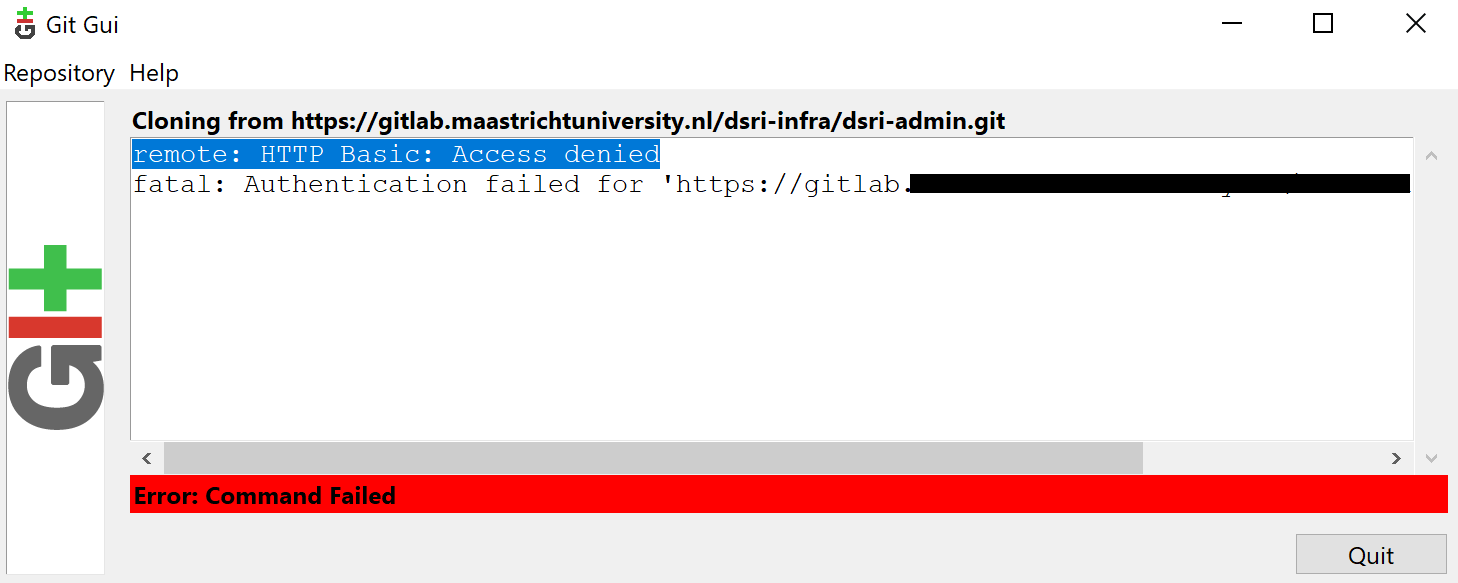 Git Gui
Repository Help
Cloning from https://gitlab.maastrichtuniversity.nl/dsri-infra/dsri-admin.git
remote: HTTP Basic: Access denied
fatal: Authentication failed for 'https://gitlab.
Error: Command Failed
Quit